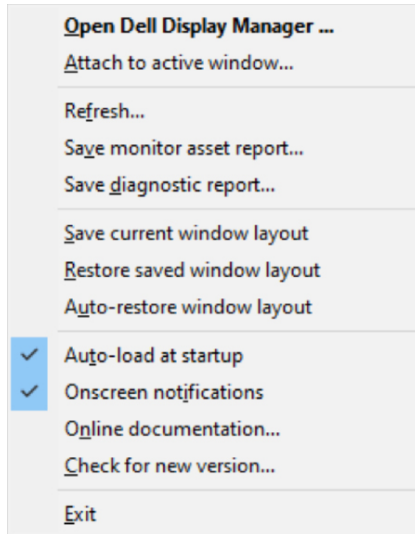 Open Dell Display Manager ...
Attach to active window...
Refresh...
Save monitor asset report...
Save diagnostic report...
Save current window layout
Restore saved window layout
Auto-restore window layout
Auto-load at startup
Onscreen notifications
Online documentation...
Check for new version...
Exit